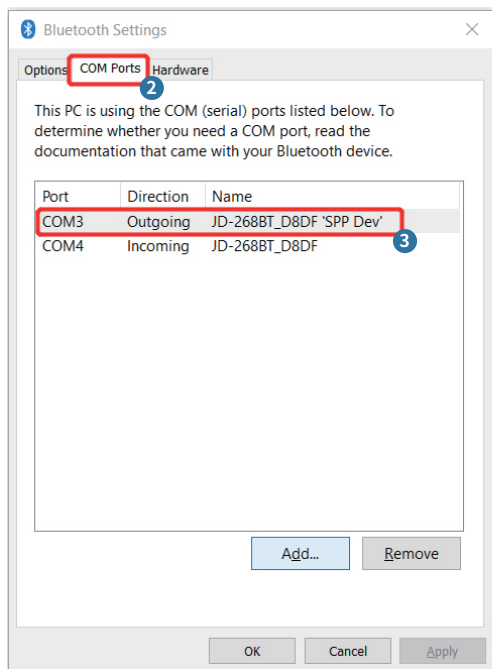 Bluetooth Settings
Options COM Ports Hardware
2
This PC is using the COM (serial) ports listed below. To
determine whether you need a COM port, read the
documentation that came with your Bluetooth device.
Port Direction Name
COM3 Outgoing JD-268BT_D8DF 'SPP Dev'
3
COM4 Incoming JD-268BT_D8DF
Add... Remove
OK Cancel Apply